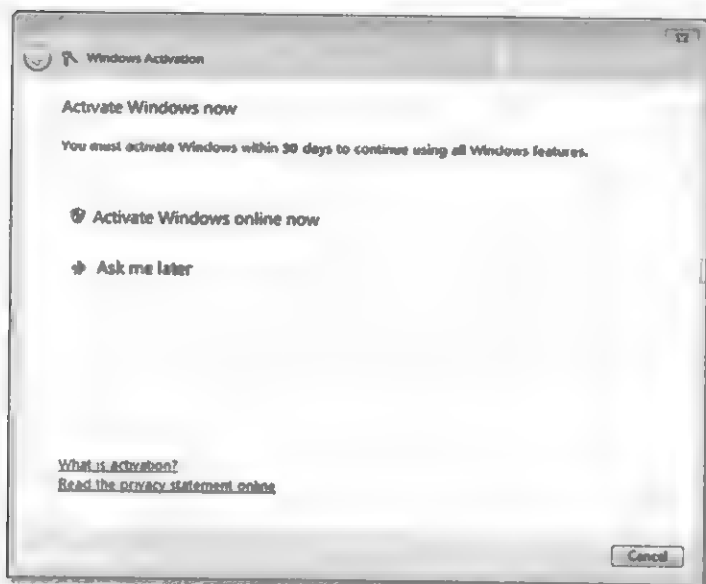 Windows Activation
Activate Windows now
You must activate Windows within 30 days to continue using all Windows features.
Activate Windows online now
Ask me later
What is activation?
Read the privacy statement online
Cancel